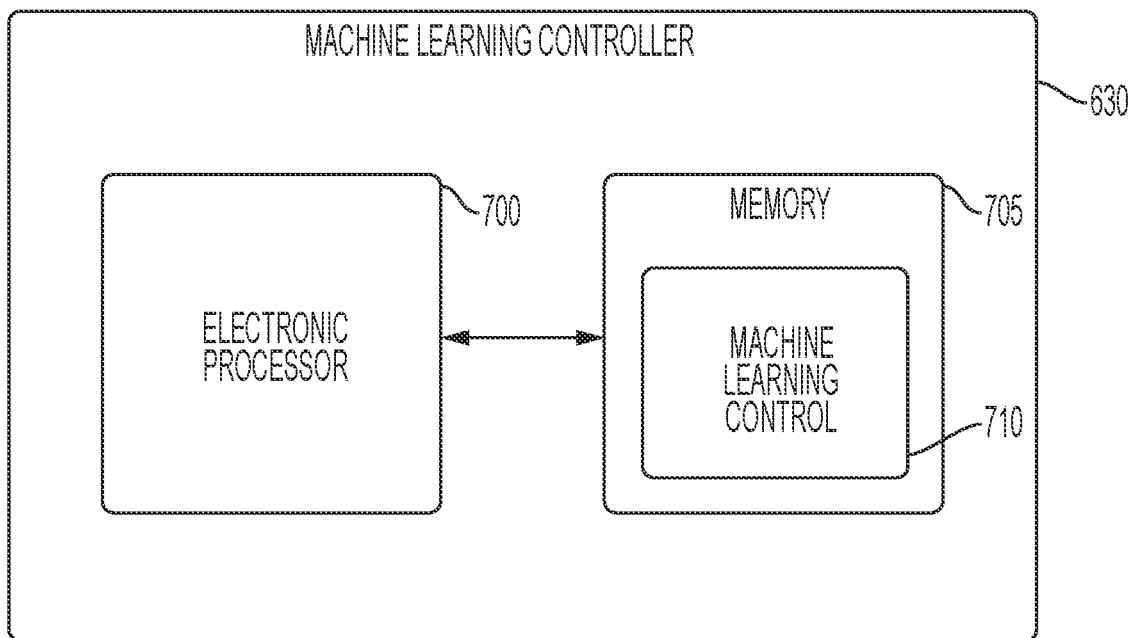 MACHINE LEARNING CONTROLLER
630
700
MEMORY
705
ELECTRONIC
PROCESSOR
MACHINE
LEARNING
CONTROL
710